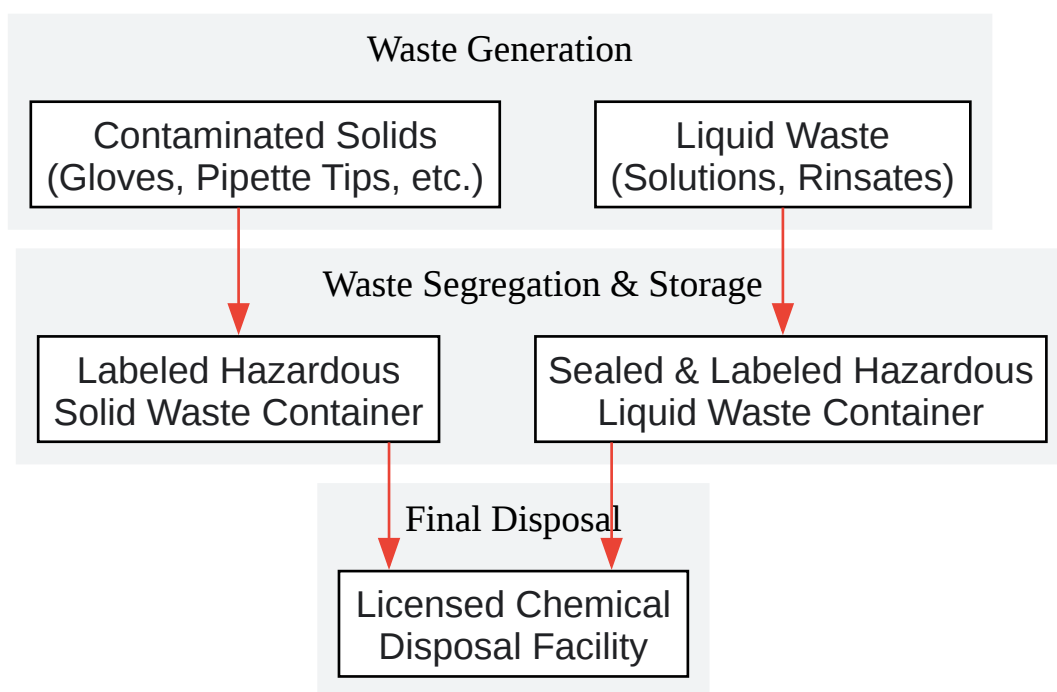 Waste Generation
Contaminated Solids
(Gloves, Pipette Tips, etc.)
Liquid Waste
(Solutions, Rinsates)
Waste Segregation & Storage
Labeled Hazardous
Solid Waste Container
Sealed & Labeled Hazardous
Liquid Waste Container
Final Disposal
Licensed Chemical
Disposal Facility